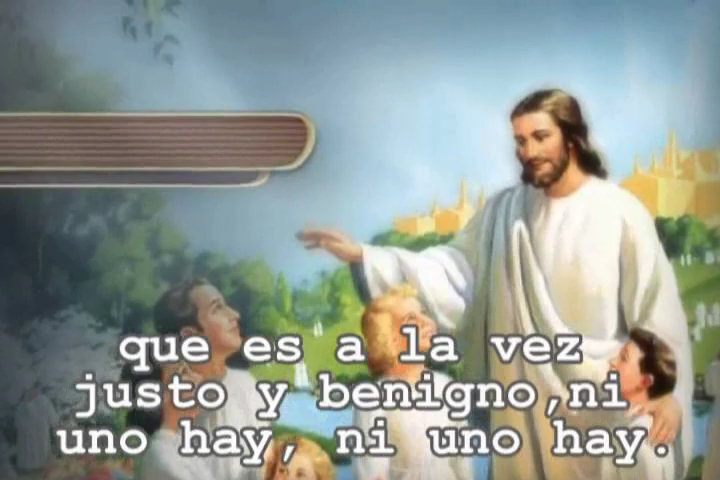 que es a la vez
justo y benigno,ni
uno hay, ni uno hay.